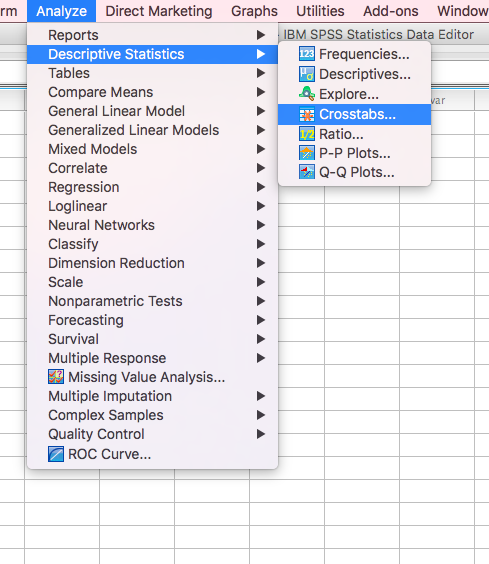 rm Analyze Direct Marketing Graphs Utilities Add-ons Window
IBM SPSS Statistics Data Editor
Reports
Descriptive Statistics
Tables
Compare Means
General Linear Model
Generalized Linear Models
Mixed Models
Correlate
Regression
Loglinear
Neural Networks
Classify
Dimension Reduction
Scale
Nonparametric Tests
Forecasting
Survival
Multiple Response
Missing Value Analysis...
Multiple Imputation
Complex Samples
Quality Control
ROC Curve...
123 Frequencies...
Descriptives...
Explore...
Crosstabs...
1/2 Ratio...
P-P Plots...
Q-Q Plots...
var